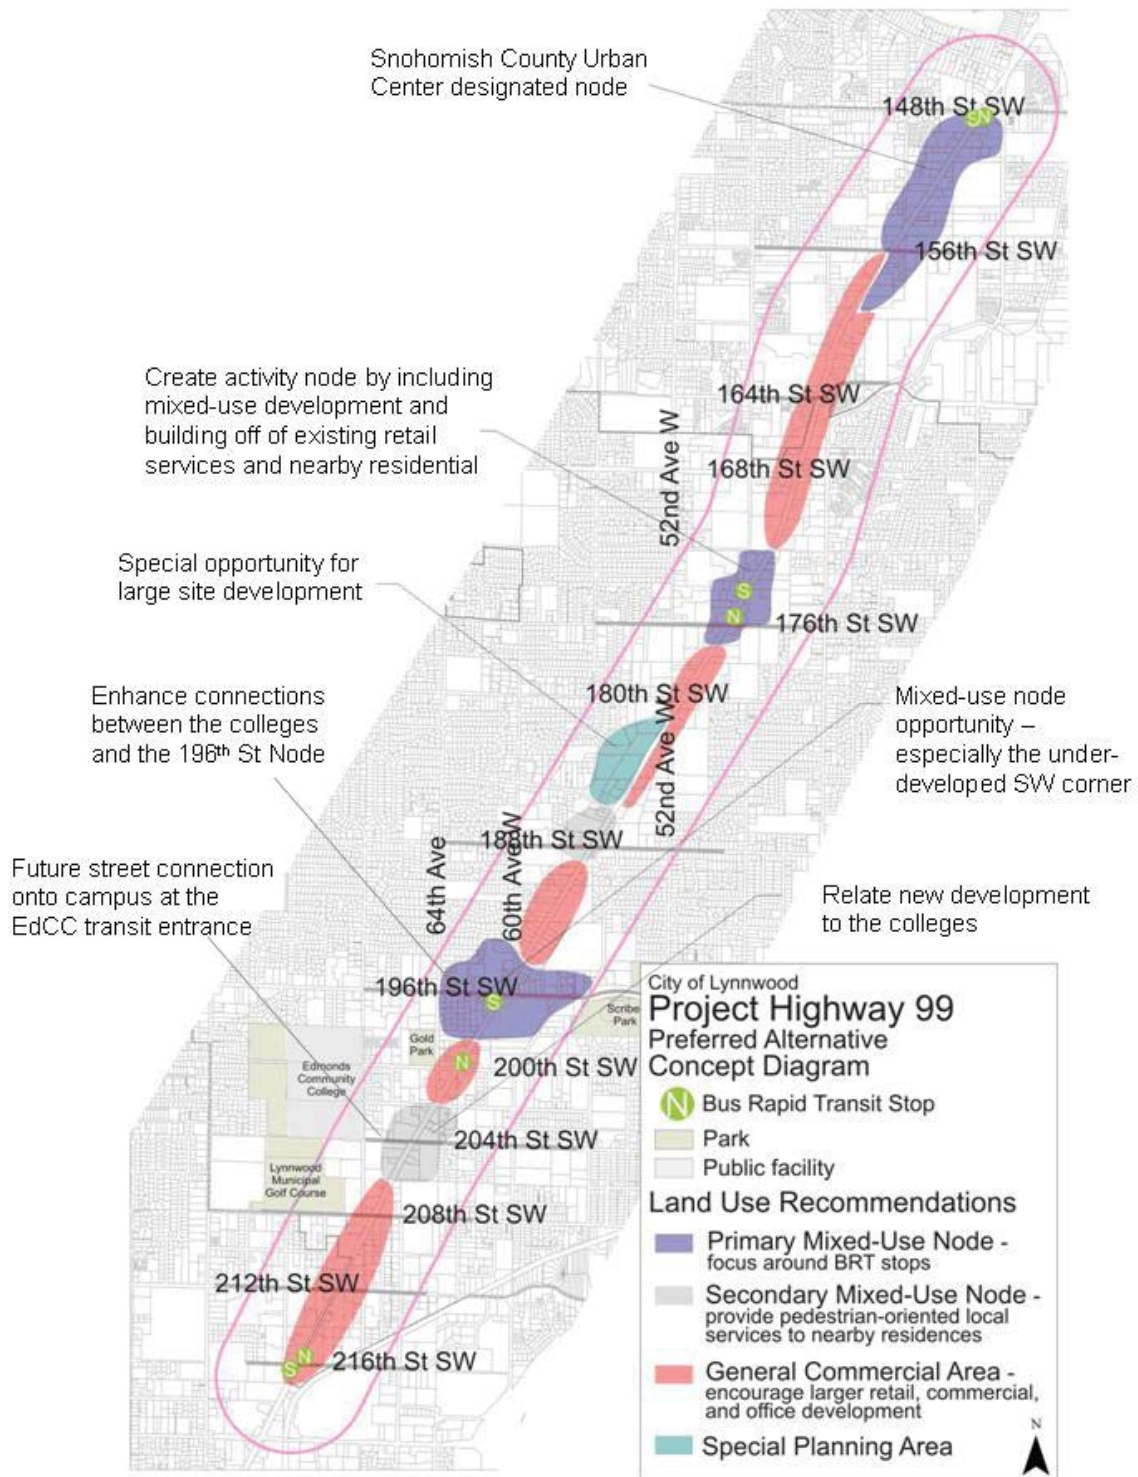 Snohomish County Urban
Center designated node
148th St SW
S N
156th St SW
Create activity node by including
mixed-use development and
building off of existing retail
services and nearby residential
164th St SW
52nd Ave W
168th St SW
Special opportunity for
large site development
S
N
176th St SW
Enhance connections
between the colleges
and the 196th St Node
180th St SW
Mixed-use node
opportunity –
especially the under-
developed SW corner
52nd Ave W
188th St SW
64th Ave
60th Ave W
Future street connection
onto campus at the
EdCC transit entrance
Relate new development
to the colleges
196th St SW
S
Scribe
Park
Gold
Park
N
200th St SW
Edmonds
Community
College
204th St SW
Lynnwood
Municipal
Golf Course
208th St SW
212th St SW
S N
216th St SW
City of Lynnwood
Project Highway 99
Preferred Alternative
Concept Diagram
N Bus Rapid Transit Stop
Park
Public facility
Land Use Recommendations
Primary Mixed-Use Node -
focus around BRT stops
Secondary Mixed-Use Node -
provide pedestrian-oriented local
services to nearby residences
General Commercial Area -
encourage larger retail, commercial,
and office development
Special Planning Area
N